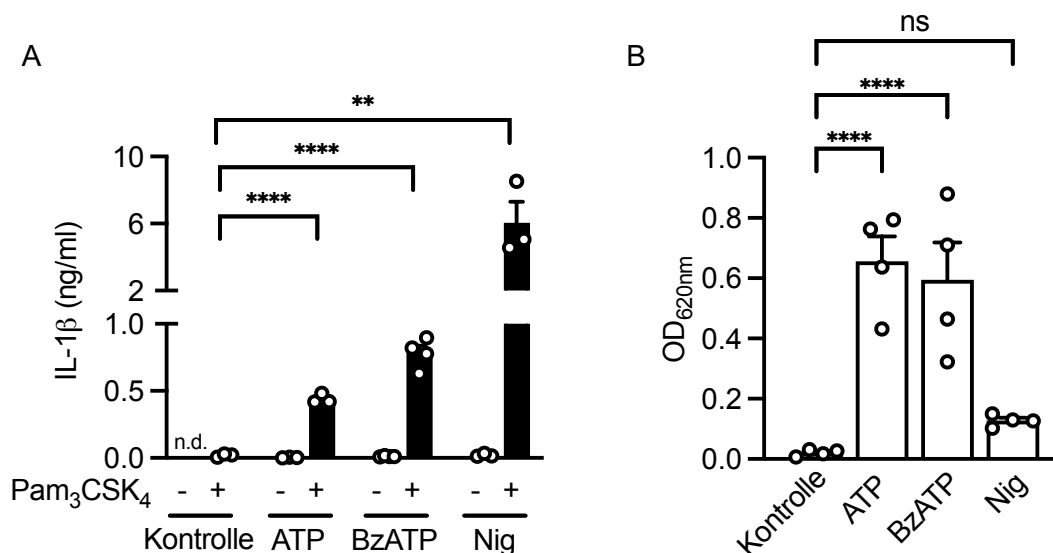 A
**
****
****
10
6
2
1.0
0.5
0.0
IL-1β (ng/ml)
n.d.
Pam₃CSK₄ - + - + - + - +
Kontrolle ATP BzATP Nig
B
ns
****
****
1.0
0.8
0.6
0.4
0.2
0.0
OD₆₂₀nm
Kontrolle
ATP
BzATP
Nig